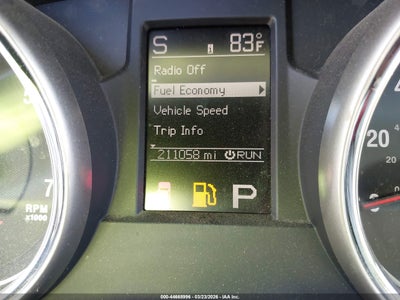 S 83°F
Radio Off
Fuel Economy
Vehicle Speed
Trip Info
211058 mi RUN
P
7
RPM
x1000
20
000-44668996 - 03/23/2026 - IAA Inc.